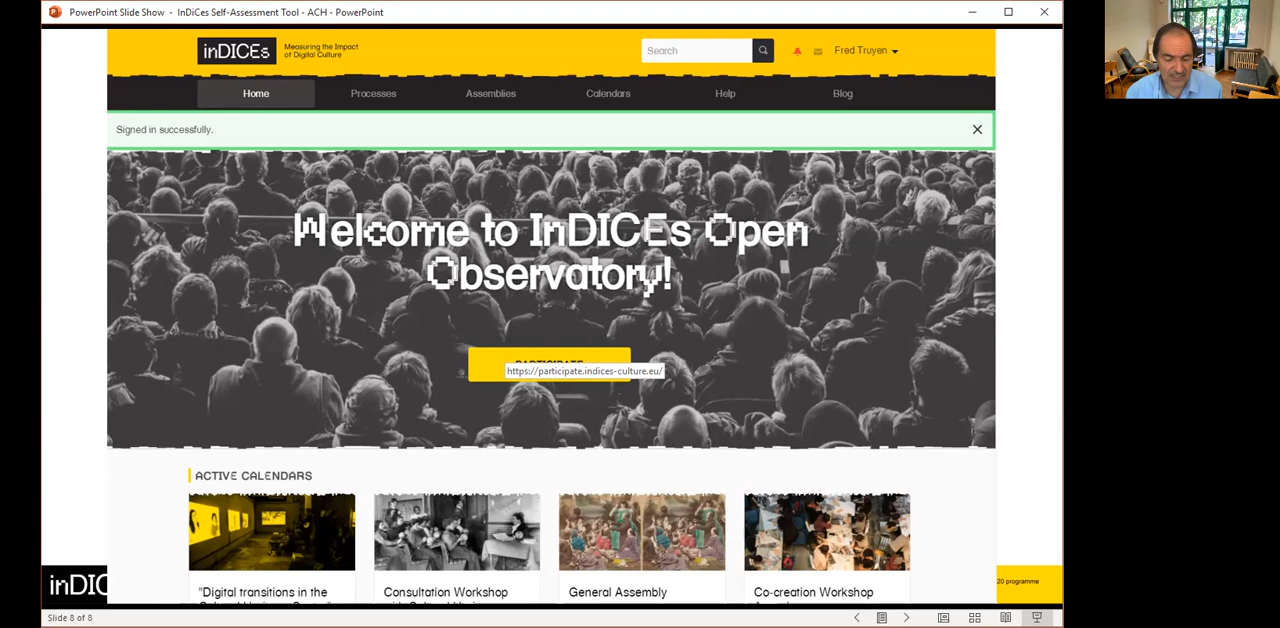 PowerPoint Slide Show - InDiCes Self-Assessment Tool - ACH - PowerPoint
inDICEs
Measuring the Impact
of Digital Culture
Search
Fred Truyen
Home
Processes
Assemblies
Calendars
Help
Blog
Signed in successfully.
Welcome to InDICEs Open
Observatory!
https://participate.indices-culture.eu/
ACTIVE CALENDARS
"Digital transitions in the
Consultation Workshop
General Assembly
Co-creation Workshop
inDIC
20 programme
Slide 8 of 8